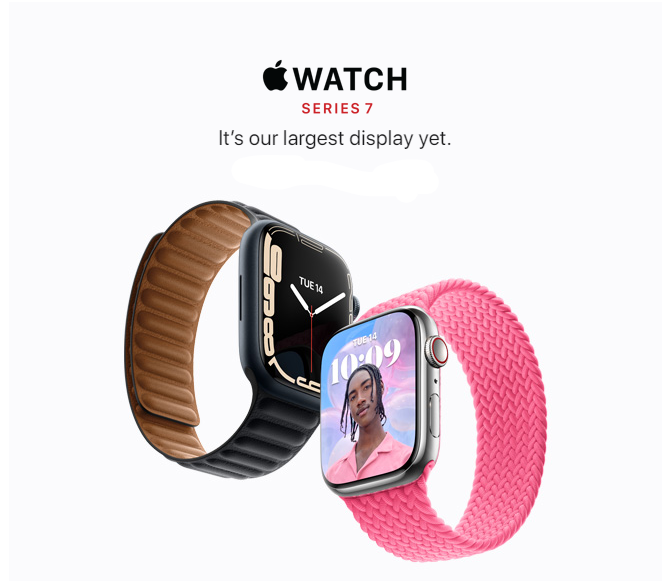 WATCH
SERIES 7
It's our largest display yet.
TUE 14
TUE 14
10:09